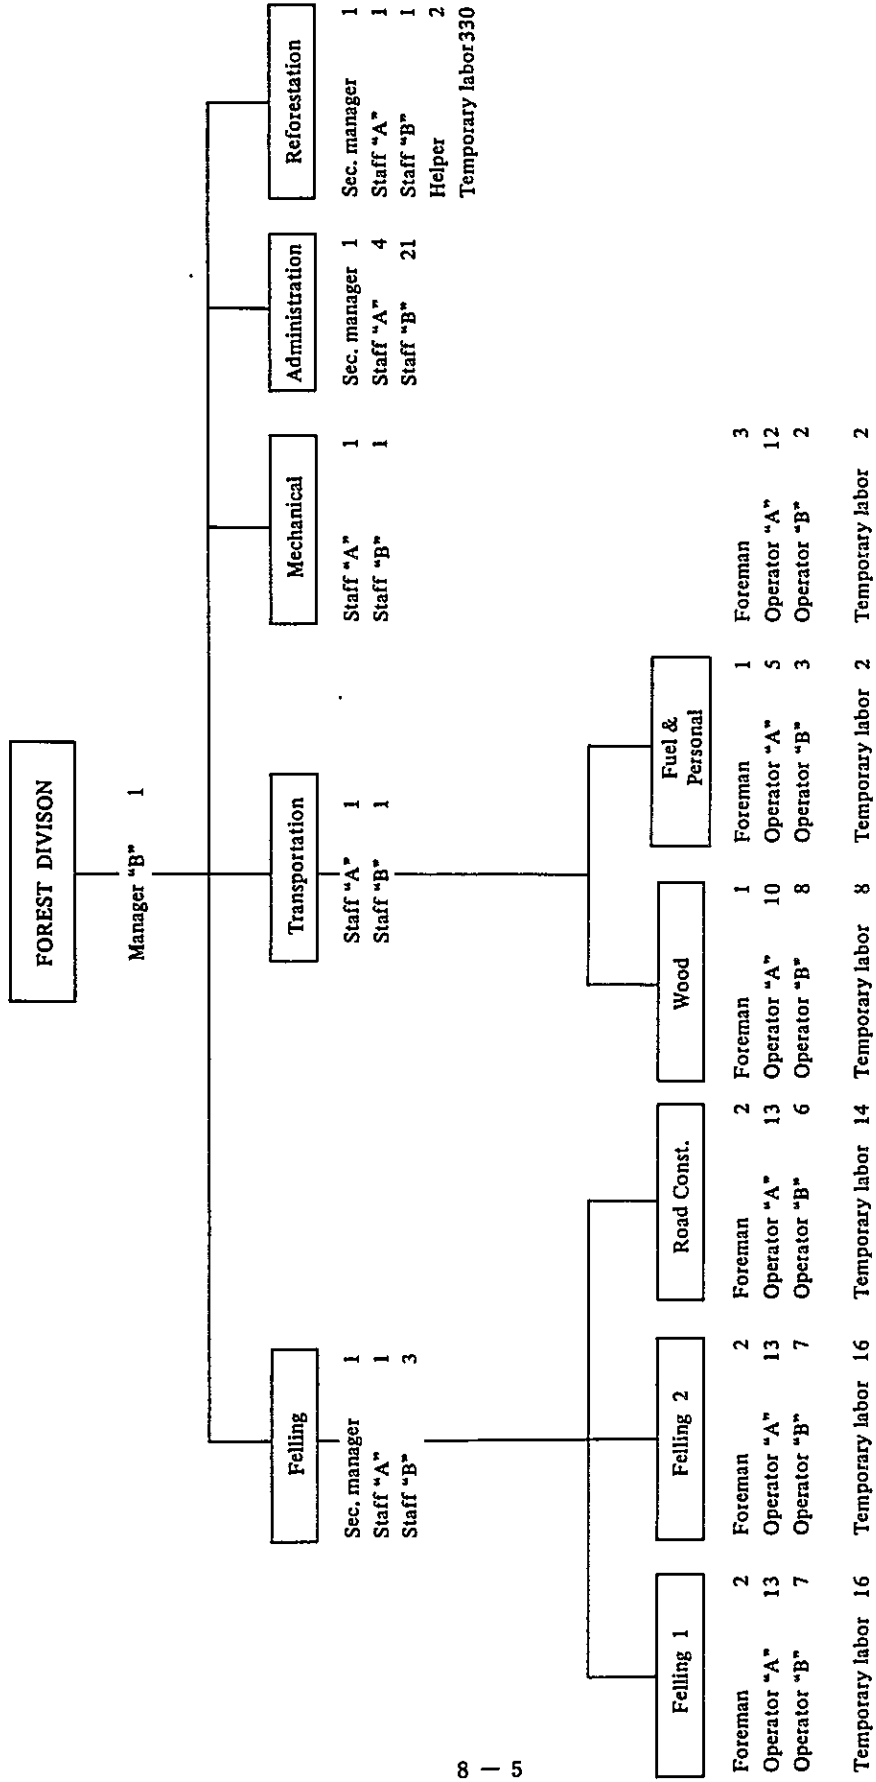 FOREST DIVISON
Manager “B” 1
Felling
Sec. manager 1
Staff “A” 1
Staff “B” 3
Transportation
Staff “A” 1
Staff “B” 1
Mechanical
Staff “A” 1
Staff “B” 1
Administration
Sec. manager 1
Staff “A” 4
Staff “B” 21
Reforestation
Sec. manager 1
Staff “A” 1
Staff “B” 1
Helper 2
Temporary labor 330
Felling 1
Foreman 2
Operator “A” 13
Operator “B” 7
Temporary labor 16
Felling 2
Foreman 2
Operator “A” 13
Operator “B” 7
Temporary labor 16
Road Const.
Foreman 2
Operator “A” 13
Operator “B” 6
Temporary labor 14
Wood
Foreman 1
Operator “A” 10
Operator “B” 8
Temporary labor 8
Fuel &
Personal
Foreman 1
Operator “A” 5
Operator “B” 3
Temporary labor 2
Foreman 3
Operator “A” 12
Operator “B” 2
Temporary labor 2
8 — 5